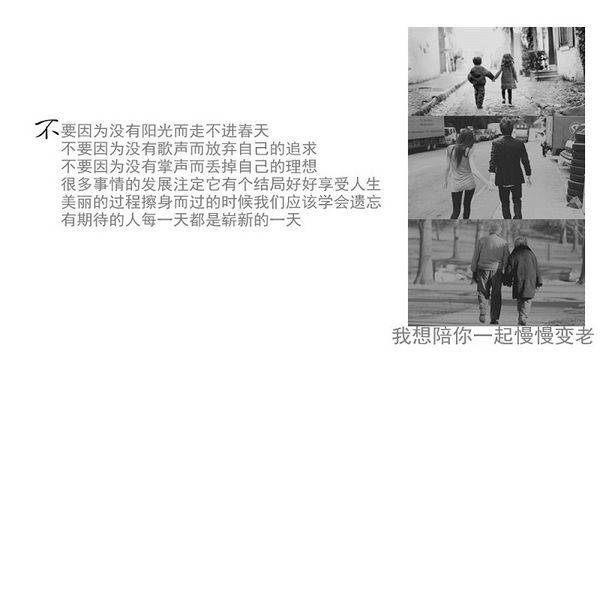 不要因为没有阳光而走不进春天
不要因为没有歌声而放弃自己的追求
不要因为没有掌声而丢掉自己的理想
很多事情的发展注定它有个结局好好享受人生
美丽的过程擦身而过的时候我们应该学会遗忘
有期待的人每一天都是崭新的一天
我想陪你一起慢慢变老